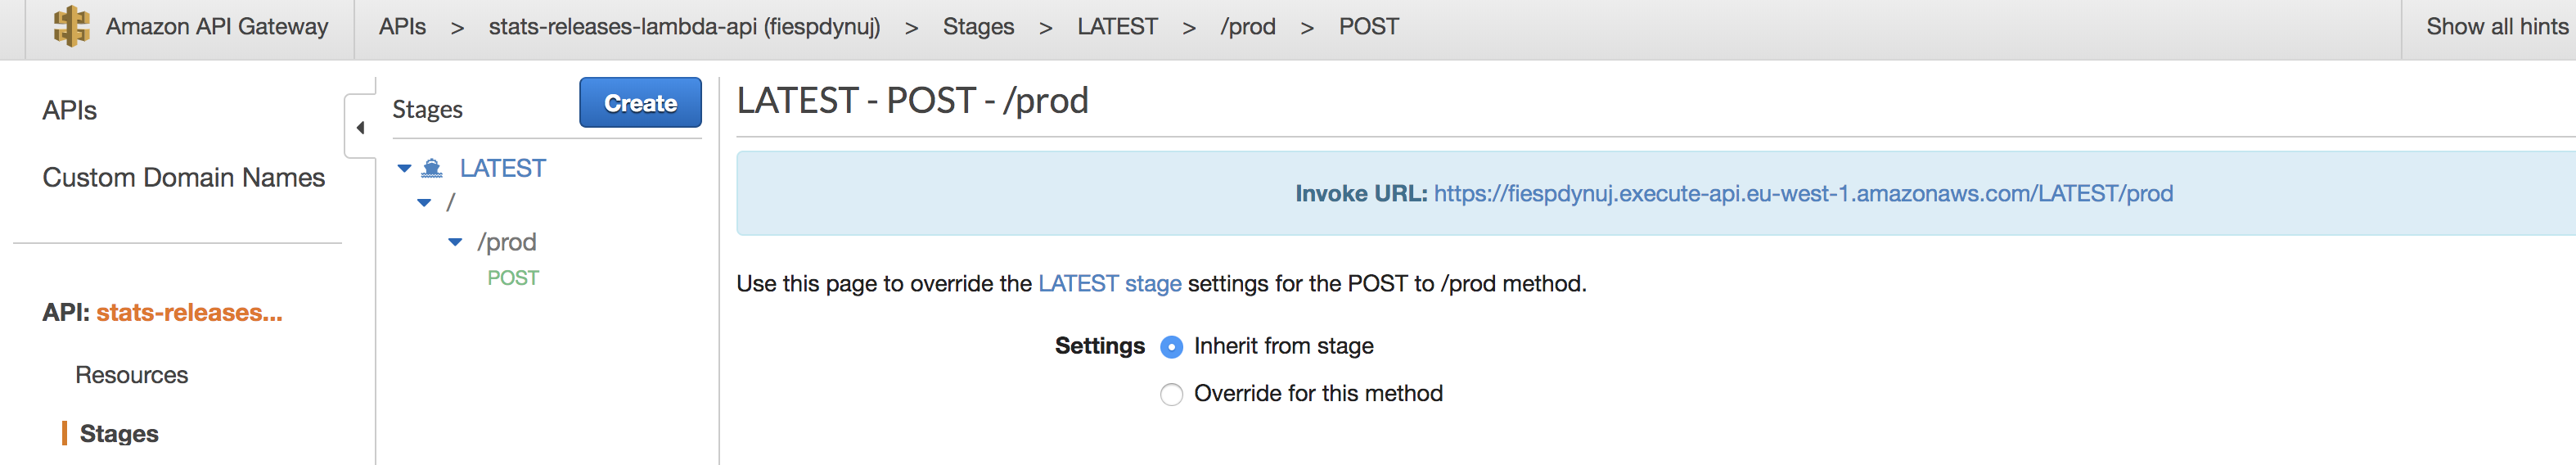 Amazon API Gateway
APIs > stats-releases-lambda-api (fiespdynuj) > Stages > LATEST > /prod > POST
Show all hints
APIs
Custom Domain Names
API: stats-releases...
Resources
Stages
Stages
Create
LATEST
/
/prod
POST
LATEST - POST - /prod
Invoke URL: https://fiespdynuj.execute-api.eu-west-1.amazonaws.com/LATEST/prod
Use this page to override the LATEST stage settings for the POST to /prod method.
Settings
Inherit from stage
Override for this method